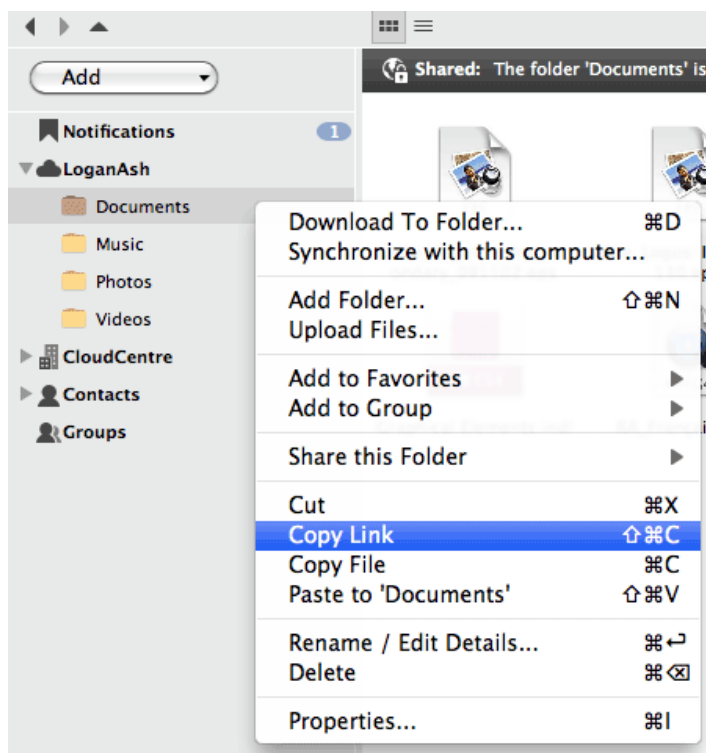 Add
Shared: The folder 'Documents' is
Notifications 1
LoganAsh
Documents
Music
Photos
Videos
CloudCentre
Contacts
Groups
Download To Folder... ⌘D
Synchronize with this computer...
Add Folder... ⇧⌘N
Upload Files...
Add to Favorites
Add to Group
Share this Folder
Cut ⌘X
Copy Link ⇧⌘C
Copy File ⌘C
Paste to 'Documents' ⇧⌘V
Rename / Edit Details... ⌘↩
Delete ⌘⌫
Properties... ⌘I